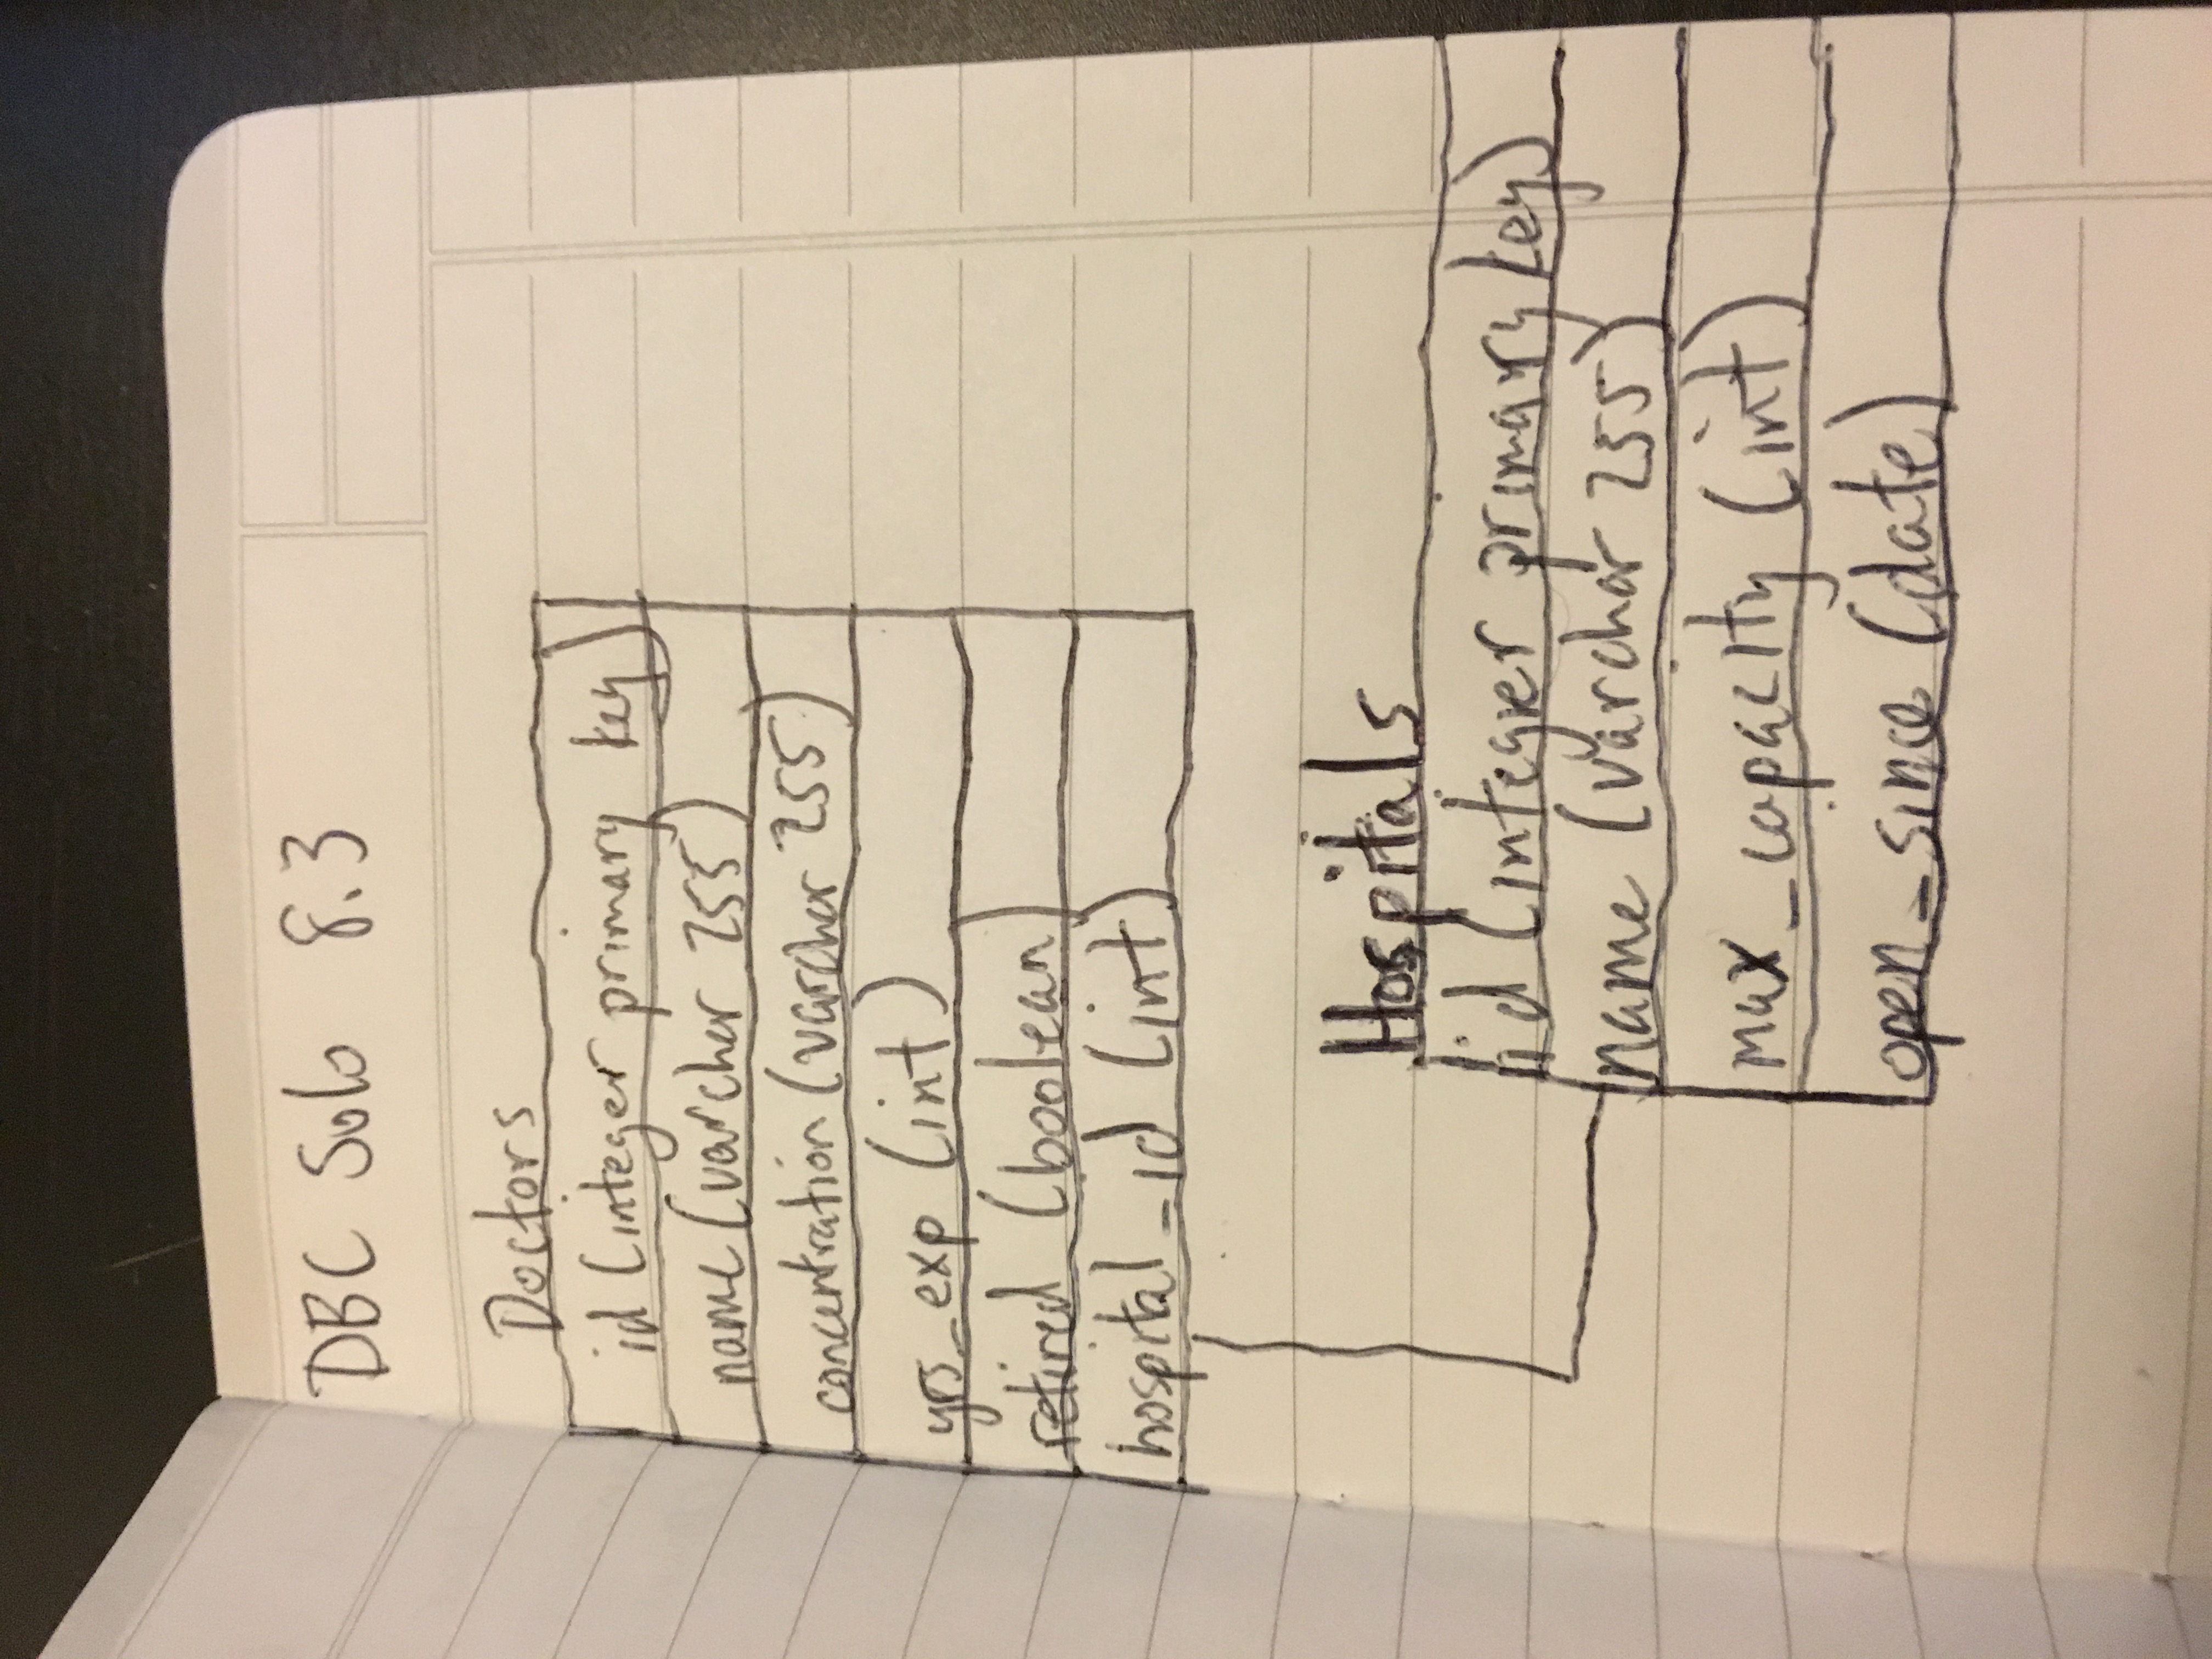 DBC Solo 8.3
Doctors
id (integer primary key)
name (varchar 255)
concentration (varchar 255)
yrs_exp (int)
retired (boolean)
hospital_id (int)
Hospitals
id (integer primary key)
name (varchar 255)
max_capacity (int)
open_since (date)